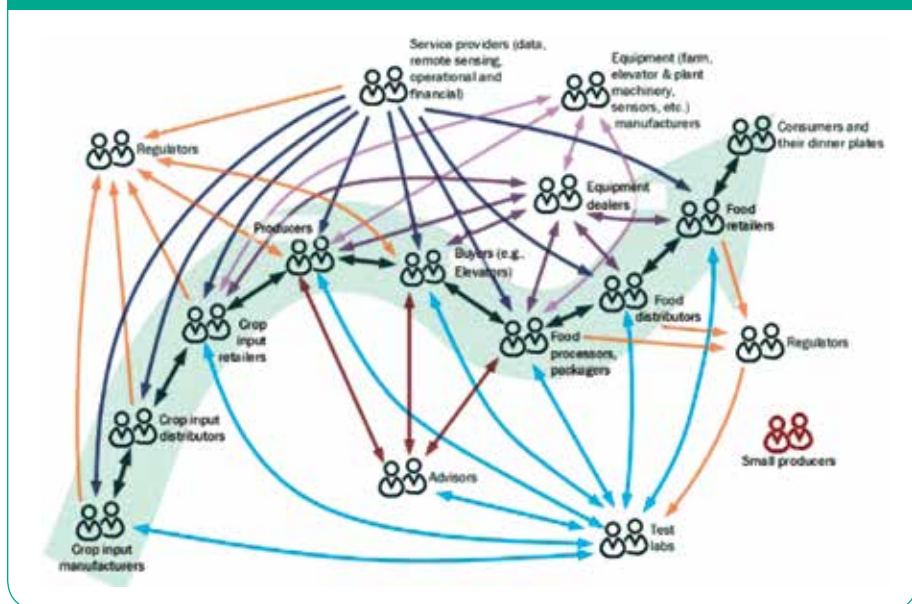 Service providers (data,
remote sensing,
operational and
financial)
Equipment (farm,
elevator & plant
machinery,
sensors, etc.)
manufacturers
Consumers and
their dinner plates
Regulators
Equipment
dealers
Food
retailers
Producers
Buyers (e.g.,
Elevators)
Food
distributors
Crop
input
retailers
Food
processors,
packagers
Regulators
Crop input
distributors
Small producers
Advisors
Test
labs
Crop input
manufacturers